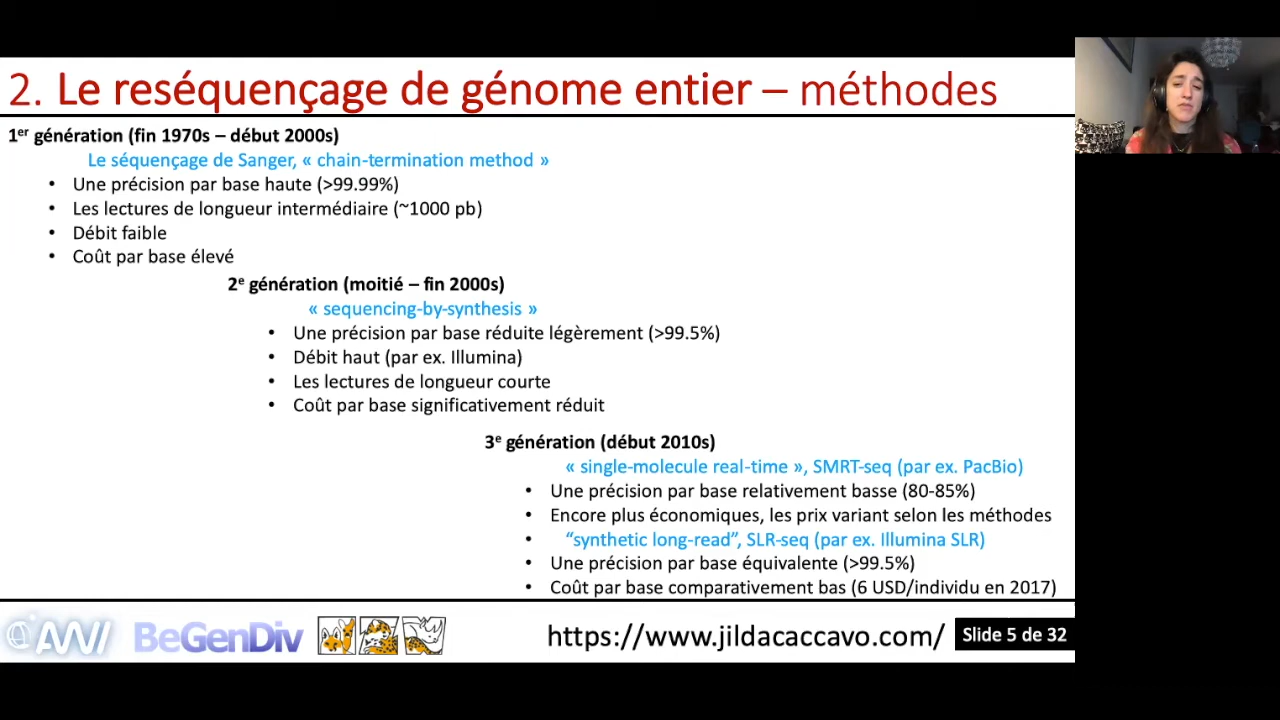 2. Le reséquençage de génome entier – méthodes
1er génération (fin 1970s – début 2000s)
Le séquençage de Sanger, « chain-termination method »
• Une précision par base haute (>99.99%)
• Les lectures de longueur intermédiaire (~1000 pb)
• Débit faible
• Coût par base élevé
2e génération (moitié – fin 2000s)
« sequencing-by-synthesis »
• Une précision par base réduite légèrement (>99.5%)
• Débit haut (par ex. Illumina)
• Les lectures de longueur courte
• Coût par base significativement réduit
3e génération (début 2010s)
« single-molecule real-time », SMRT-seq (par ex. PacBio)
• Une précision par base relativement basse (80-85%)
• Encore plus économiques, les prix variant selon les méthodes
• “synthetic long-read”, SLR-seq (par ex. Illumina SLR)
• Une précision par base équivalente (>99.5%)
• Coût par base comparativement bas (6 USD/individu en 2017)
AWI BeGenDiv https://www.jildacaccavo.com/ Slide 5 de 32